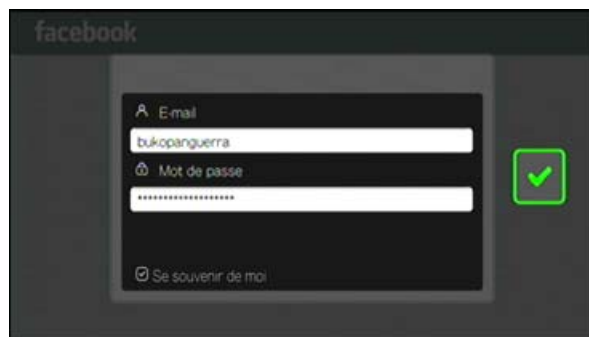 facebook
E-mail
bukopanguerra
Mot de passe
*******************
Se souvenir de moi